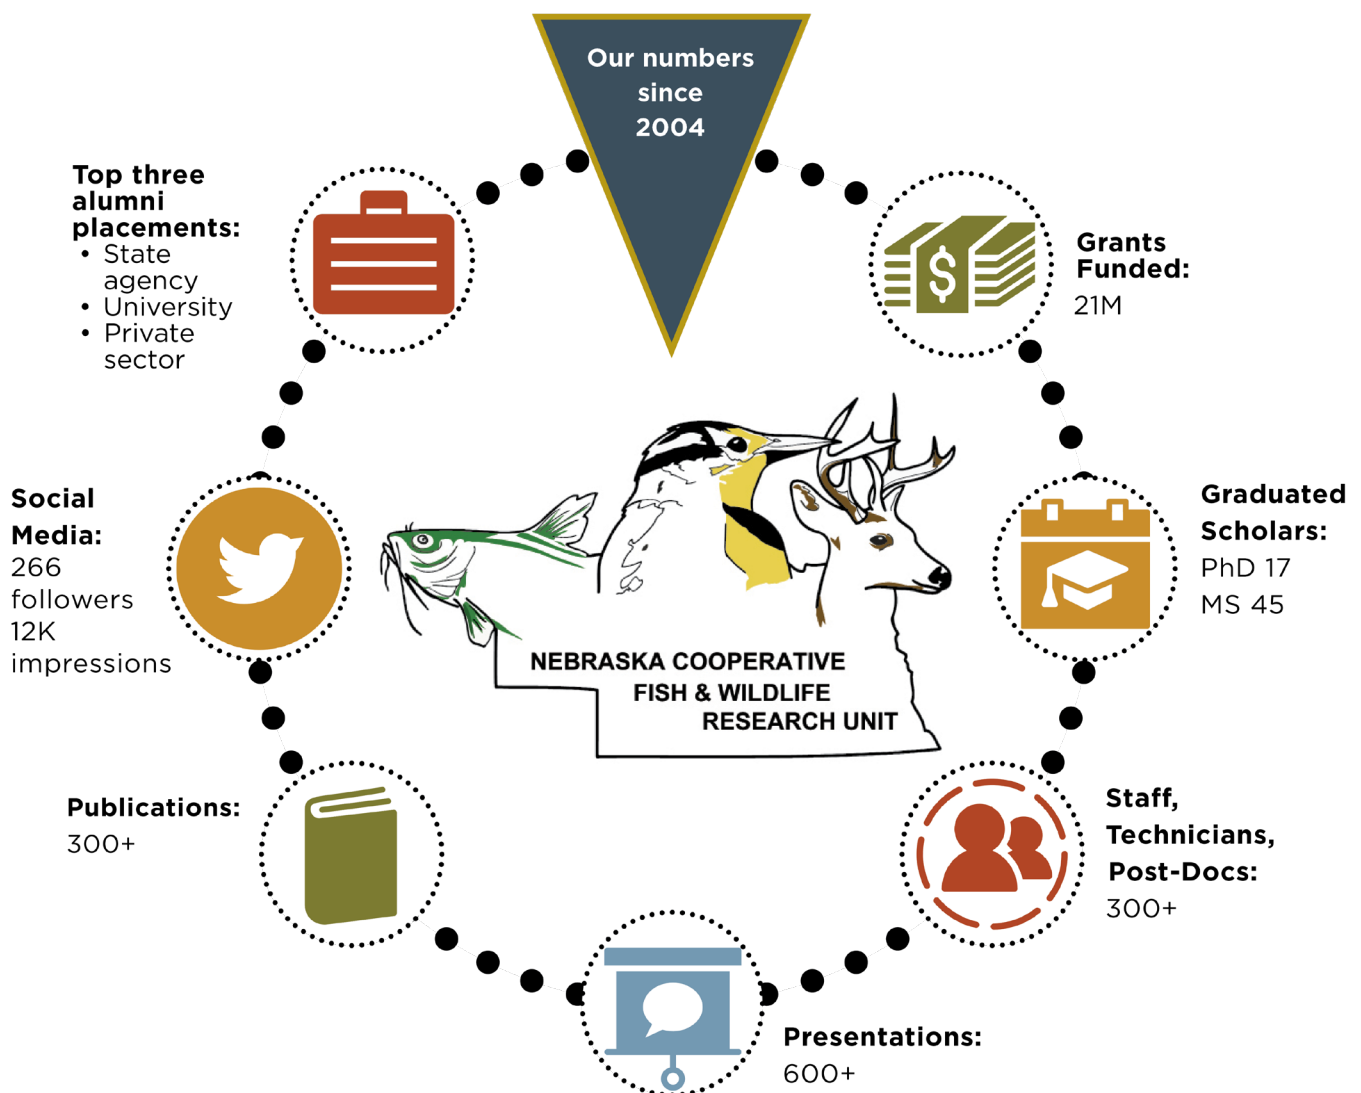 Our numbers
since
2004
Grants
Funded:
21M
Graduated
Scholars:
PhD 17
MS 45
Staff,
Technicians,
Post-Docs:
300+
Presentations:
600+
Publications:
300+
Social
Media:
266
followers
12K
impressions
Top three
alumni
placements:
• State
agency
• University
• Private
sector
NEBRASKA COOPERATIVE
FISH & WILDLIFE
RESEARCH UNIT
$